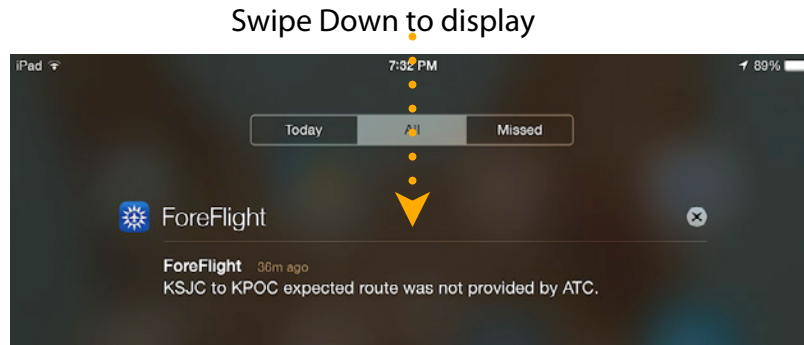 Swipe Down to display
iPad 7:32 PM 89%
Today All Missed
ForeFlight
ForeFlight 36m ago
KSJC to KPOC expected route was not provided by ATC.